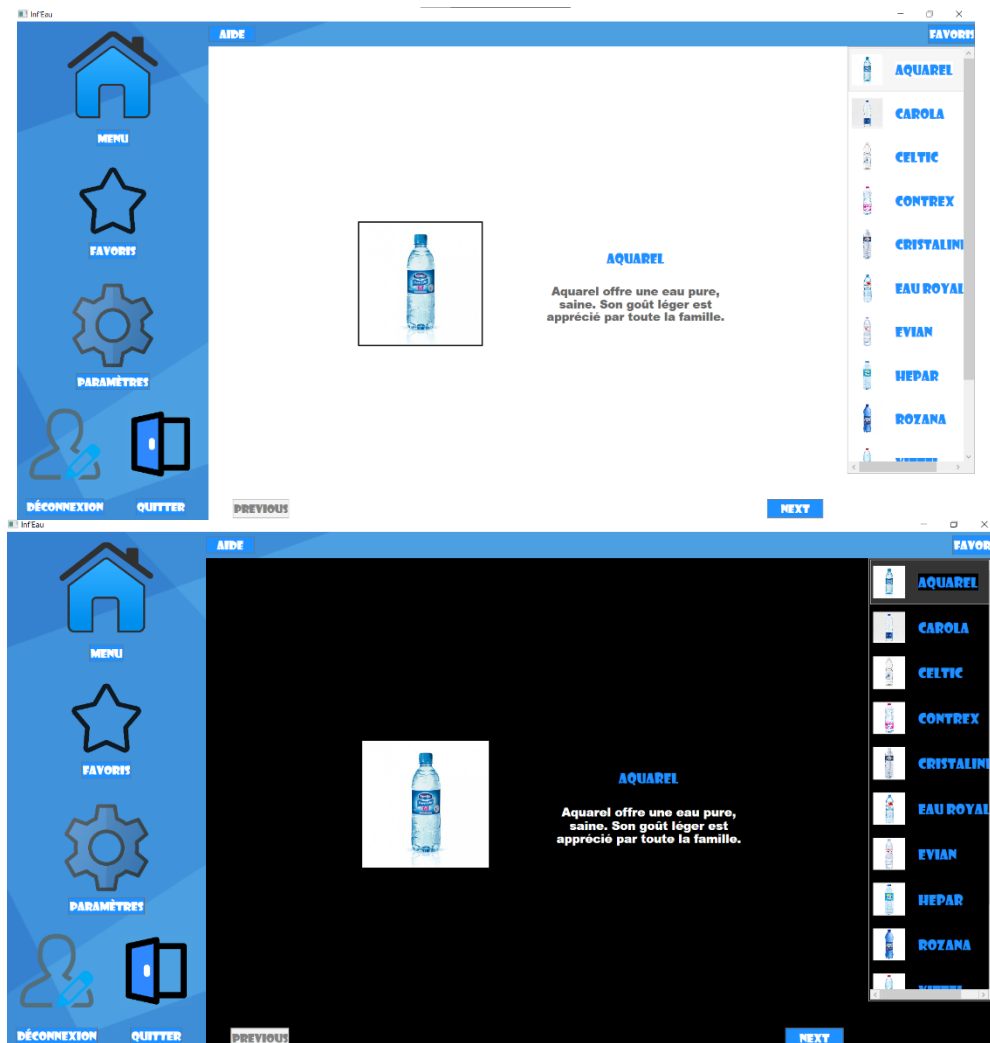 Inf'Eau
AIDE
FAVORIS
MENU
FAVORIS
PARAMÈTRES
DÉCONNEXION
QUITTER
AQUAREL
Aquarel offre une eau pure,
saine. Son goût léger est
apprécié par toute la famille.
PREVIOUS
NEXT
AQUAREL
CAROLA
CELTIC
CONTREX
CRISTALIN
EAU ROYAL
EVIAN
HEPAR
ROZANA
Inf'Eau
AIDE
FAVOR
MENU
FAVORIS
PARAMÈTRES
DÉCONNEXION
QUITTER
AQUAREL
Aquarel offre une eau pure,
saine. Son goût léger est
apprécié par toute la famille.
PREVIOUS
NEXT
AQUAREL
CAROLA
CELTIC
CONTREX
CRISTALIN
EAU ROYAL
EVIAN
HEPAR
ROZANA